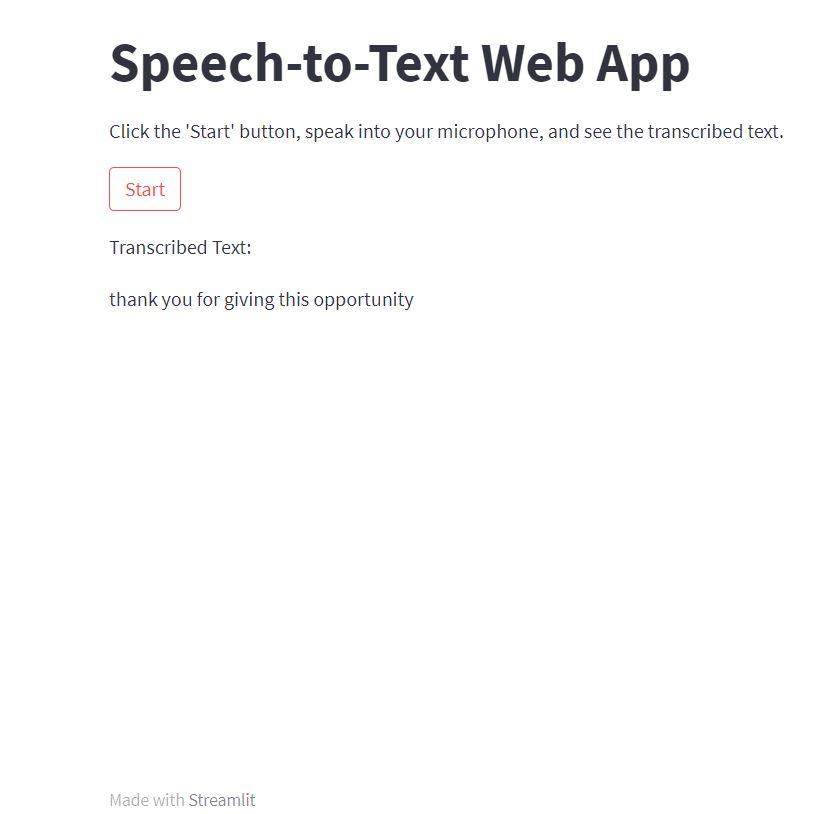 Speech-to-Text Web App
Click the 'Start' button, speak into your microphone, and see the transcribed text.
Start
Transcribed Text:
thank you for giving this opportunity
Made with Streamlit